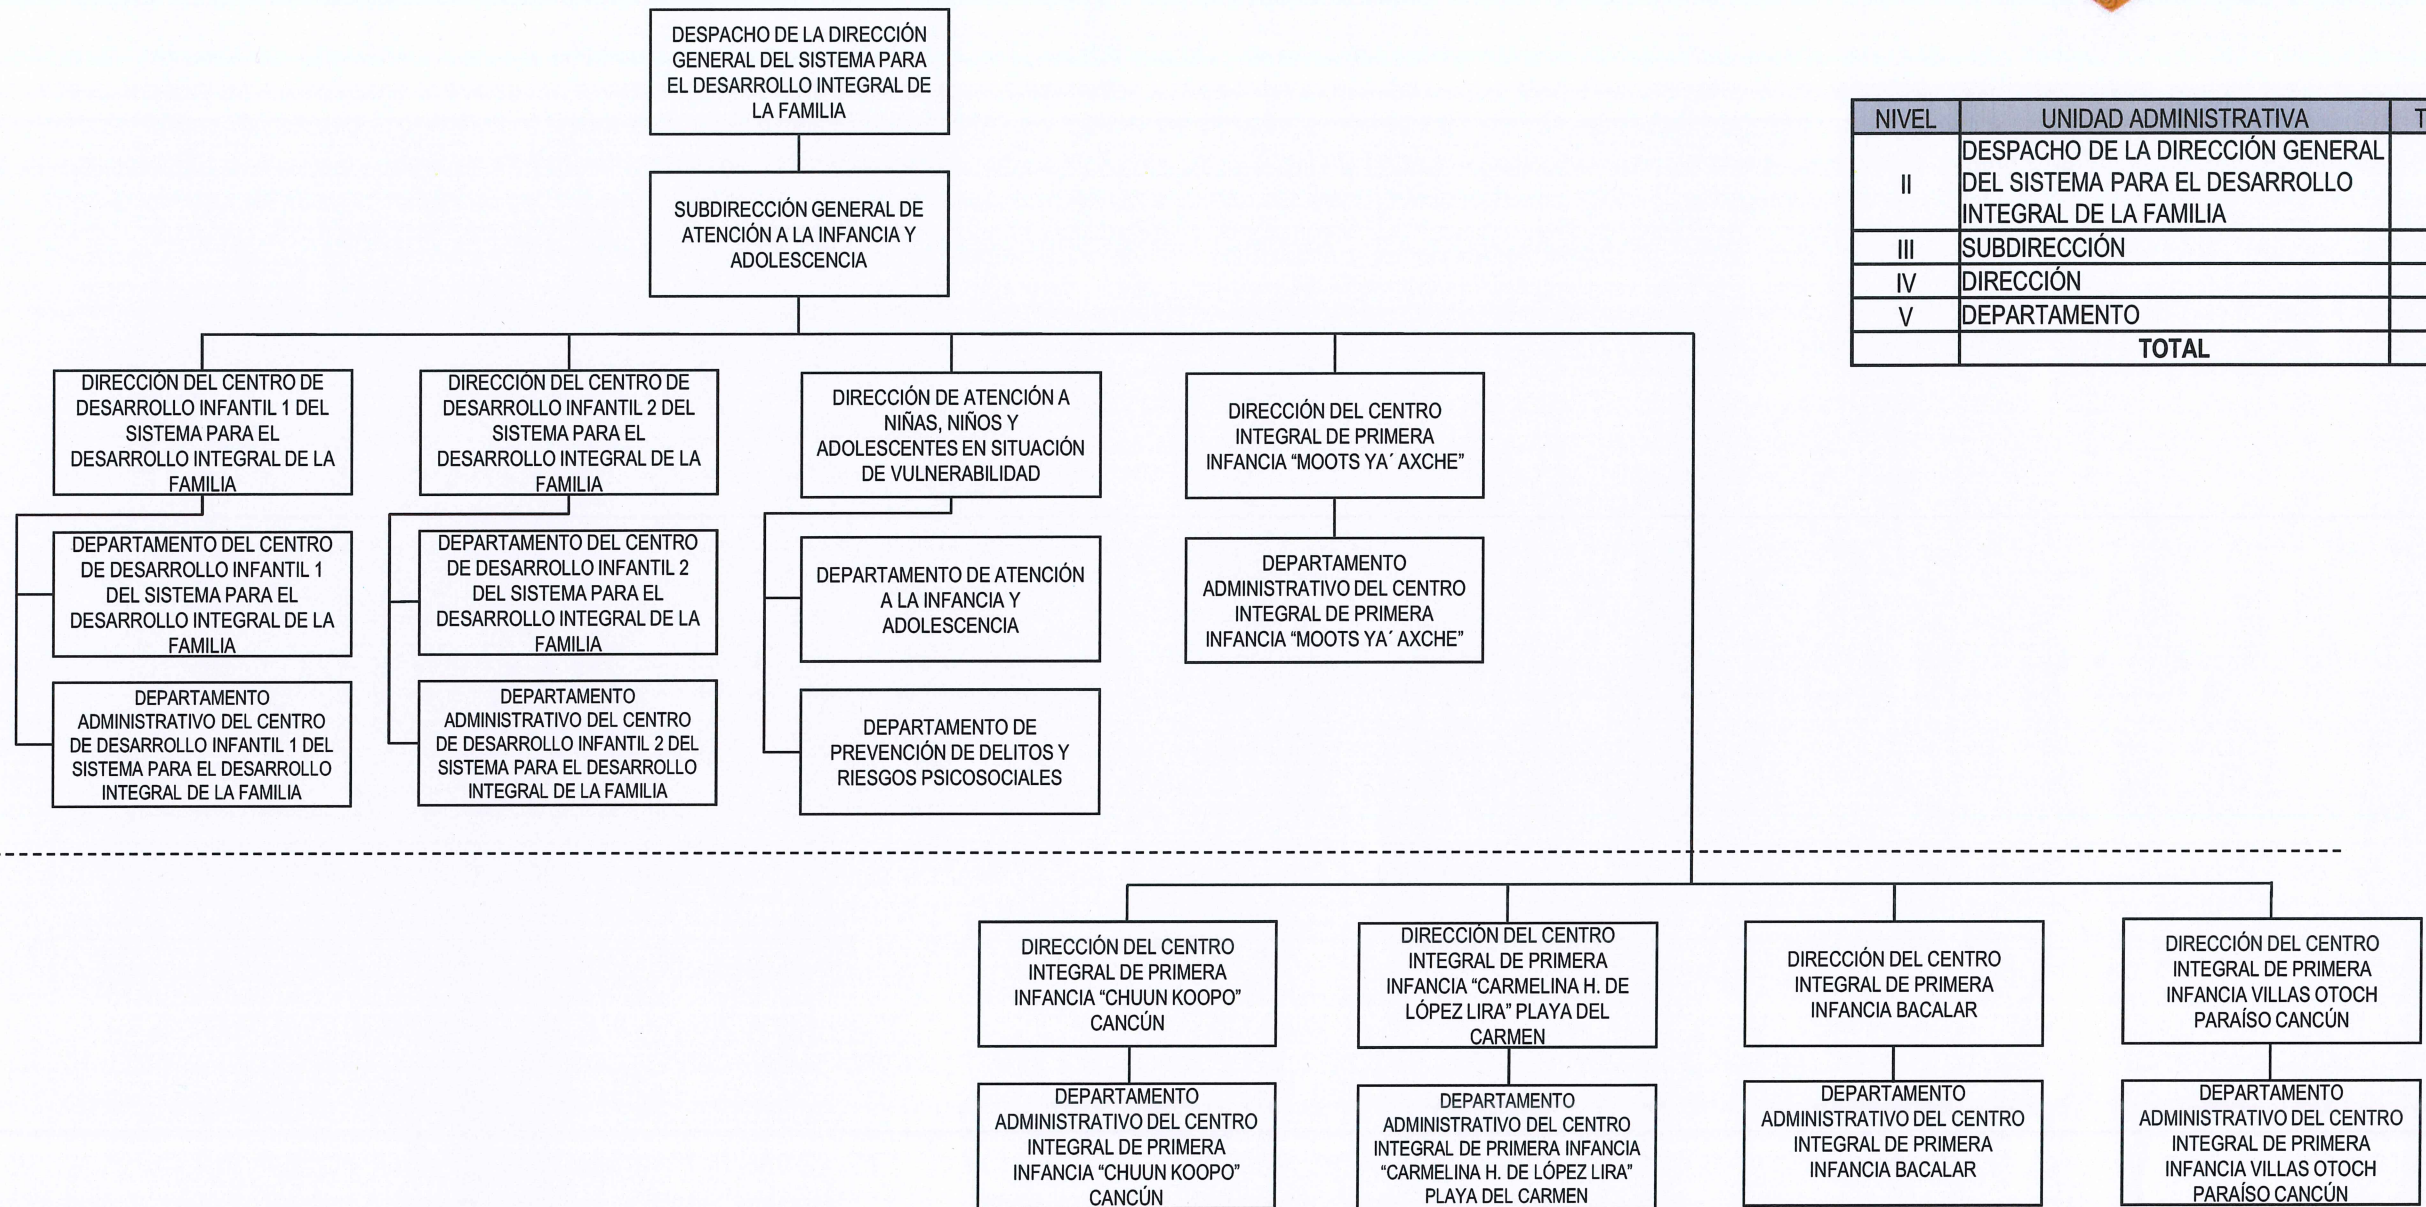 DESPACHO DE LA DIRECCIÓN
GENERAL DEL SISTEMA PARA
EL DESARROLLO INTEGRAL DE
LA FAMILIA
SUBDIRECCIÓN GENERAL DE
ATENCIÓN A LA INFANCIA Y
ADOLESCENCIA
NIVEL UNIDAD ADMINISTRATIVA T
II DESPACHO DE LA DIRECCIÓN GENERAL
DEL SISTEMA PARA EL DESARROLLO
INTEGRAL DE LA FAMILIA
III SUBDIRECCIÓN
IV DIRECCIÓN
V DEPARTAMENTO
TOTAL
DIRECCIÓN DEL CENTRO DE
DESARROLLO INFANTIL 1 DEL
SISTEMA PARA EL
DESARROLLO INTEGRAL DE LA
FAMILIA
DIRECCIÓN DEL CENTRO DE
DESARROLLO INFANTIL 2 DEL
SISTEMA PARA EL
DESARROLLO INTEGRAL DE LA
FAMILIA
DIRECCIÓN DE ATENCIÓN A
NIÑAS, NIÑOS Y
ADOLESCENTES EN SITUACIÓN
DE VULNERABILIDAD
DIRECCIÓN DEL CENTRO
INTEGRAL DE PRIMERA
INFANCIA “MOOTS YA´ AXCHE”
DEPARTAMENTO DEL CENTRO
DE DESARROLLO INFANTIL 1
DEL SISTEMA PARA EL
DESARROLLO INTEGRAL DE LA
FAMILIA
DEPARTAMENTO DEL CENTRO
DE DESARROLLO INFANTIL 2
DEL SISTEMA PARA EL
DESARROLLO INTEGRAL DE LA
FAMILIA
DEPARTAMENTO DE ATENCIÓN
A LA INFANCIA Y
ADOLESCENCIA
DEPARTAMENTO
ADMINISTRATIVO DEL CENTRO
INTEGRAL DE PRIMERA
INFANCIA “MOOTS YA´ AXCHE”
DEPARTAMENTO
ADMINISTRATIVO DEL CENTRO
DE DESARROLLO INFANTIL 1 DEL
SISTEMA PARA EL DESARROLLO
INTEGRAL DE LA FAMILIA
DEPARTAMENTO
ADMINISTRATIVO DEL CENTRO
DE DESARROLLO INFANTIL 2 DEL
SISTEMA PARA EL DESARROLLO
INTEGRAL DE LA FAMILIA
DEPARTAMENTO DE
PREVENCIÓN DE DELITOS Y
RIESGOS PSICOSOCIALES
DIRECCIÓN DEL CENTRO
INTEGRAL DE PRIMERA
INFANCIA “CHUUN KOOPO”
CANCÚN
DIRECCIÓN DEL CENTRO
INTEGRAL DE PRIMERA
INFANCIA “CARMELINA H. DE
LÓPEZ LIRA” PLAYA DEL
CARMEN
DIRECCIÓN DEL CENTRO
INTEGRAL DE PRIMERA
INFANCIA BACALAR
DIRECCIÓN DEL CENTRO
INTEGRAL DE PRIMERA
INFANCIA VILLAS OTOCH
PARAÍSO CANCÚN
DEPARTAMENTO
ADMINISTRATIVO DEL CENTRO
INTEGRAL DE PRIMERA
INFANCIA “CHUUN KOOPO”
CANCÚN
DEPARTAMENTO
ADMINISTRATIVO DEL CENTRO
INTEGRAL DE PRIMERA INFANCIA
“CARMELINA H. DE LÓPEZ LIRA”
PLAYA DEL CARMEN
DEPARTAMENTO
ADMINISTRATIVO DEL CENTRO
INTEGRAL DE PRIMERA
INFANCIA BACALAR
DEPARTAMENTO
ADMINISTRATIVO DEL CENTRO
INTEGRAL DE PRIMERA
INFANCIA VILLAS OTOCH
PARAÍSO CANCÚN